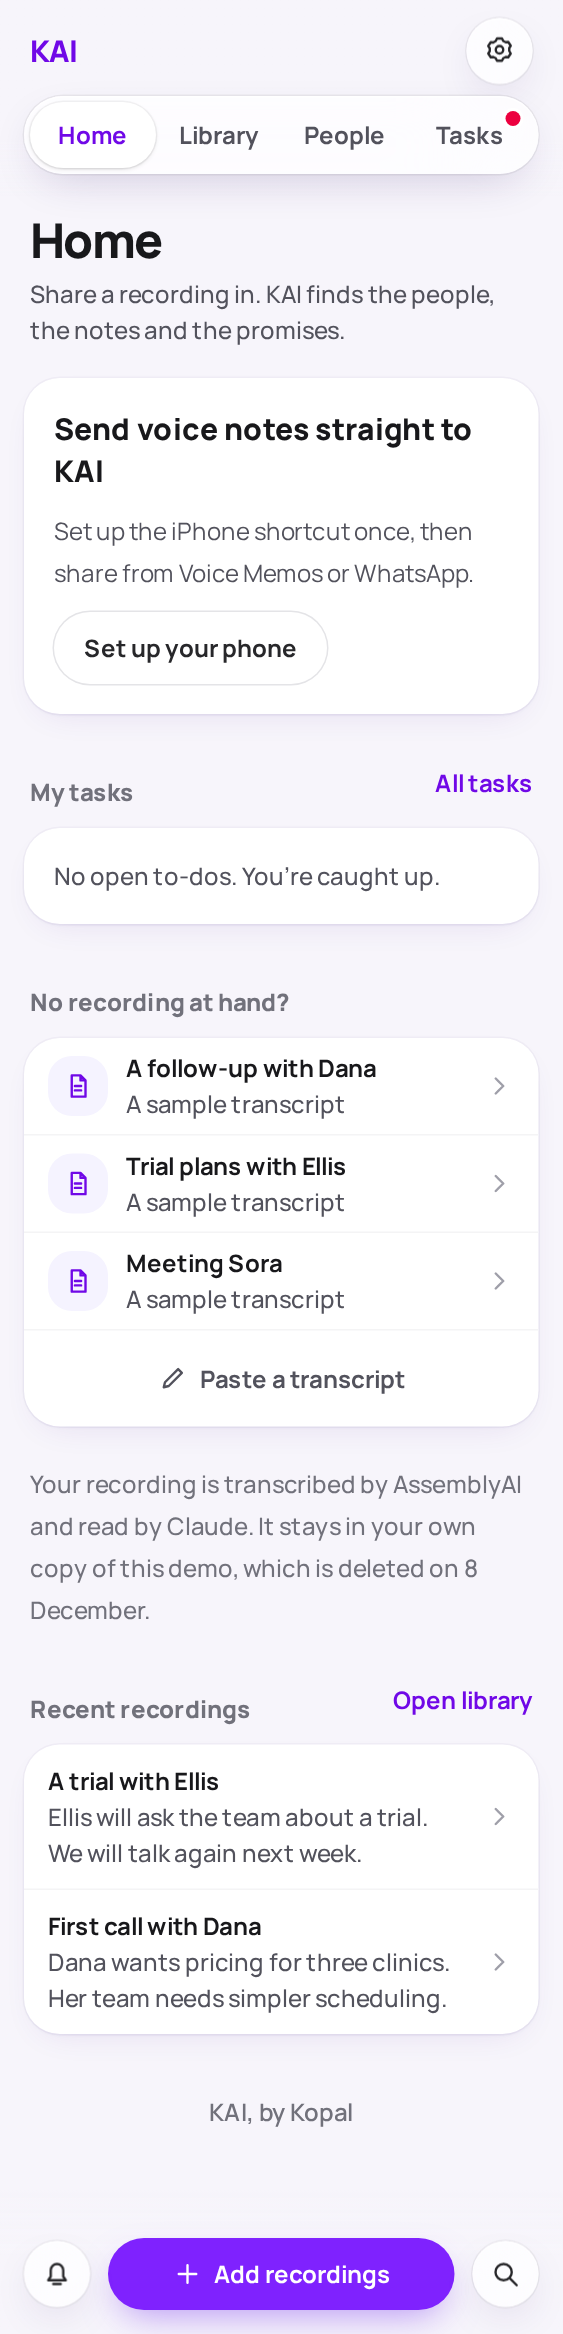 KAI
Home
Library
People
Tasks
Home
Share a recording in. KAI finds the people,
the notes and the promises.
Send voice notes straight to
KAI
Set up the iPhone shortcut once, then
share from Voice Memos or WhatsApp.
Set up your phone
My tasks
All tasks
No open to-dos. You’re caught up.
No recording at hand?
A follow-up with Dana
A sample transcript
Trial plans with Ellis
A sample transcript
Meeting Sora
A sample transcript
Paste a transcript
Your recording is transcribed by AssemblyAI
and read by Claude. It stays in your own
copy of this demo, which is deleted on 8
December.
Recent recordings
Open library
A trial with Ellis
Ellis will ask the team about a trial.
We will talk again next week.
First call with Dana
Dana wants pricing for three clinics.
Her team needs simpler scheduling.
KAI, by Kopal
Add recordings